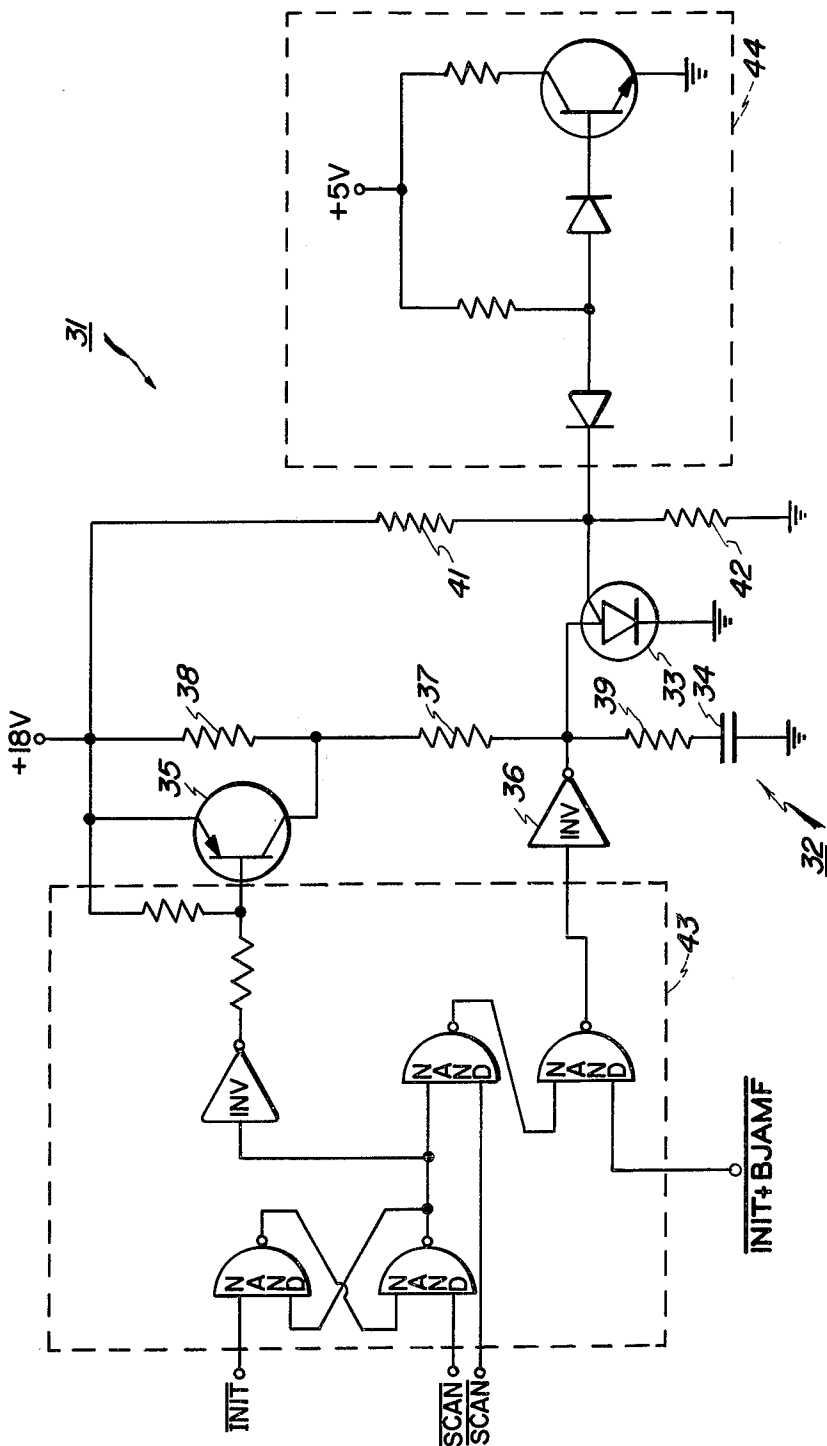 31
+18V
+5V
35
38
41
44
INV
37
36
INV
39
34
33
42
32
43
NAND
NAND
NAND
NAND
INIT
SCAN
SCAN
INIT+BJAMF